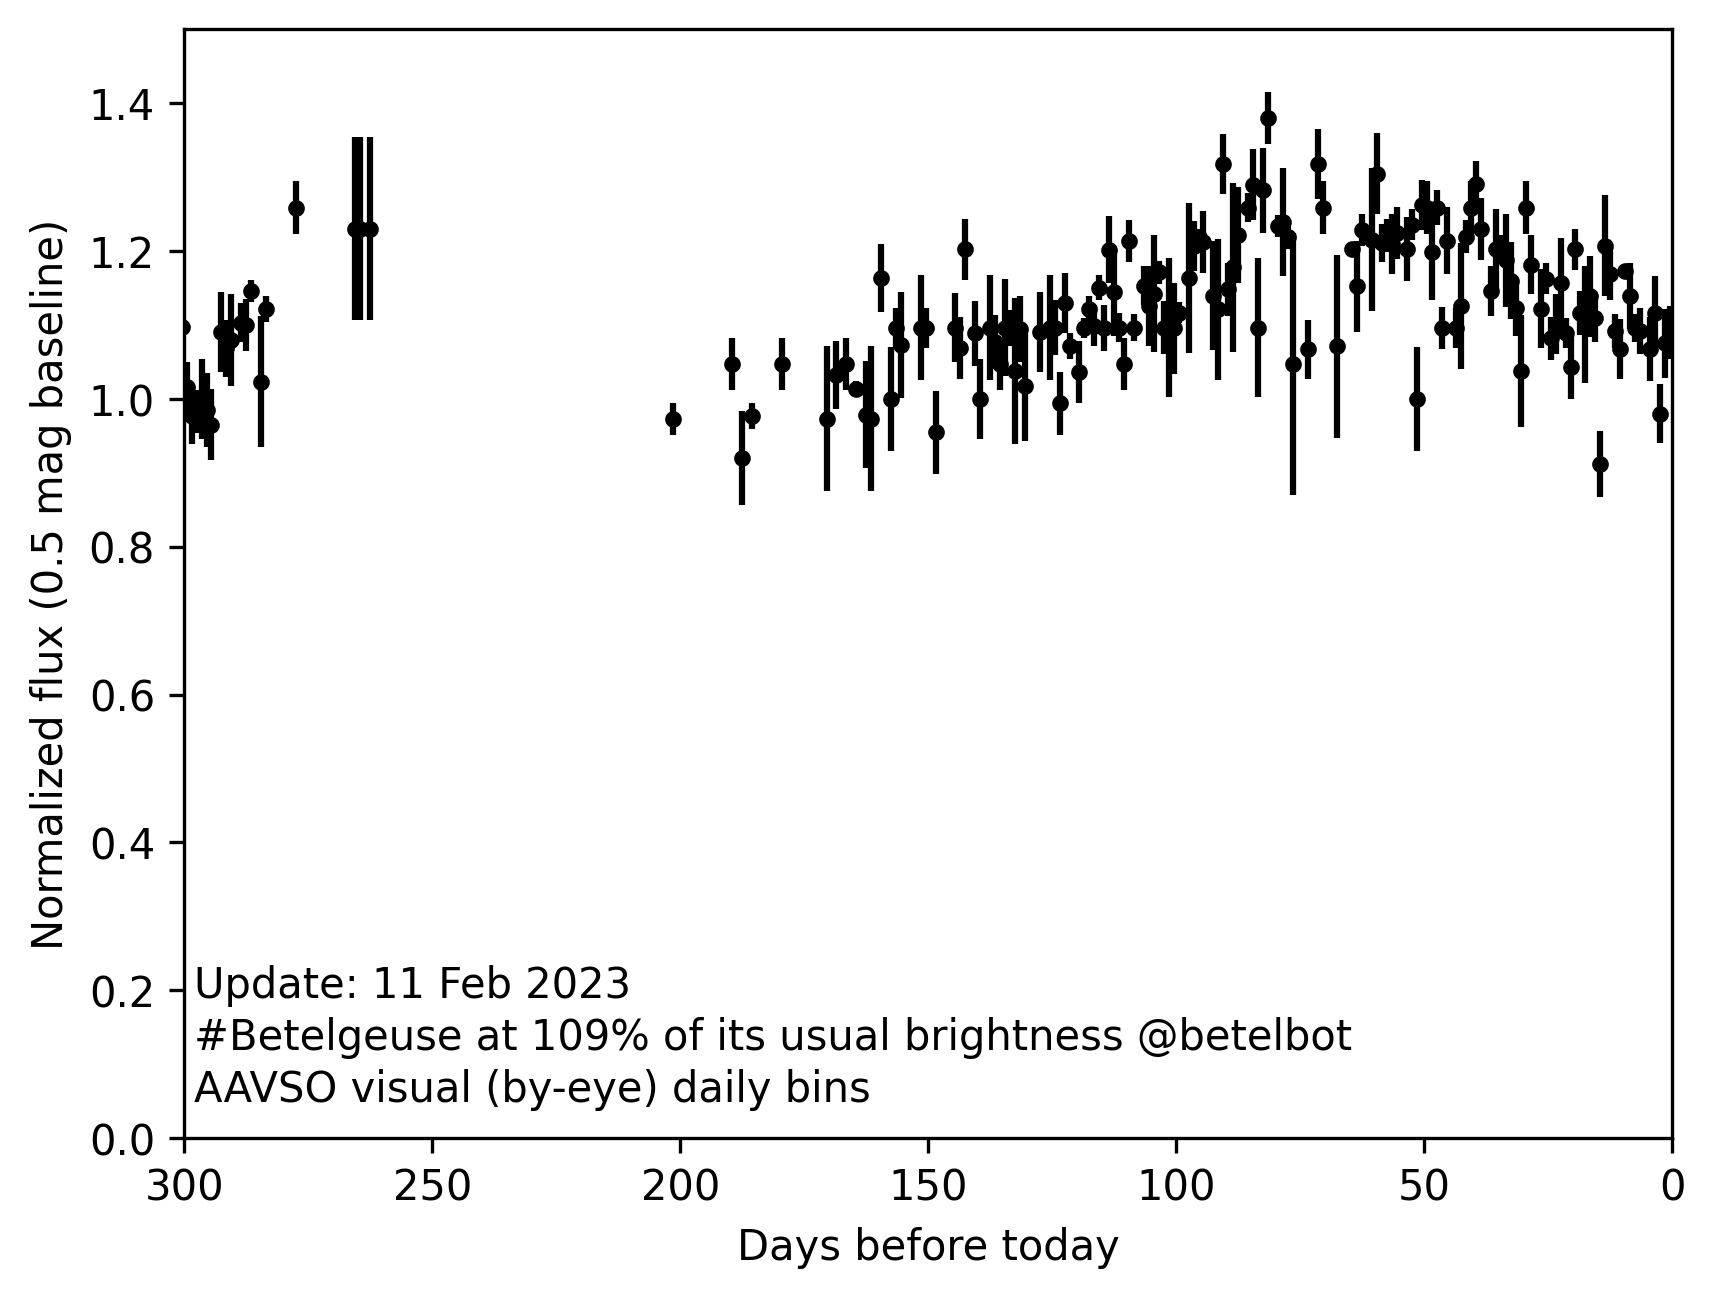 1.4
1.2
1.0
0.8
0.6
0.4
0.2
0.0
Normalized flux (0.5 mag baseline)
Update: 11 Feb 2023
#Betelgeuse at 109% of its usual brightness @betelbot
AAVSO visual (by-eye) daily bins
300 250 200 150 100 50 0
Days before today